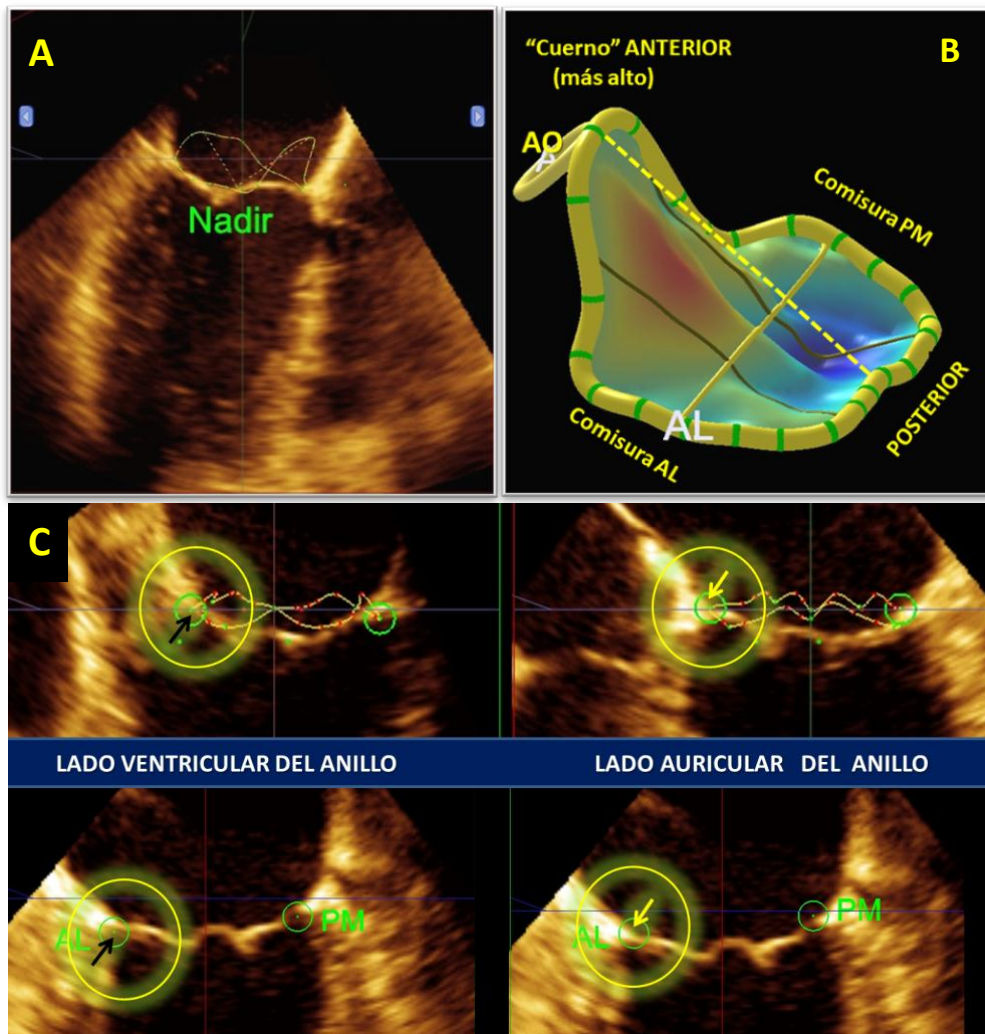 A
Nadir
B
“Cuerno” ANTERIOR
(más alto)
AO
A
Comisura PM
POSTERIOR
AL
Comisura AL
C
LADO VENTRICULAR DEL ANILLO
LADO AURICULAR DEL ANILLO
AL
PM
AL
PM